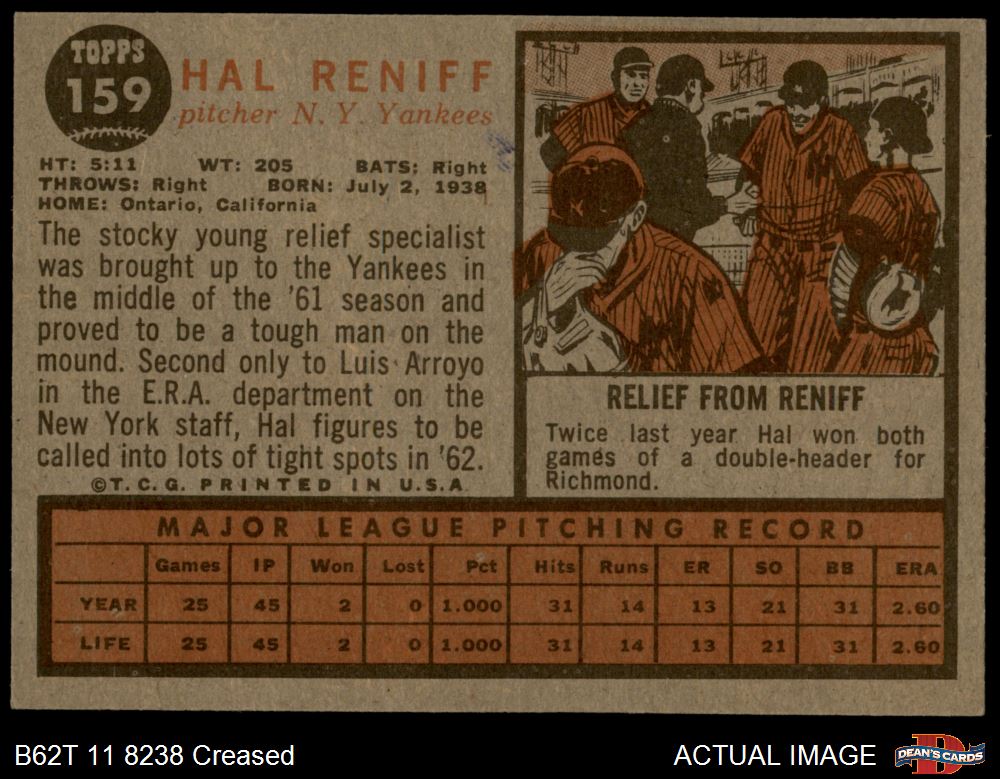 TOPPS
159
HAL RENIFF
pitcher N. Y. Yankees
HT: 5:11 WT: 205 BATS: Right
THROWS: Right BORN: July 2, 1938
HOME: Ontario, California
The stocky young relief specialist
was brought up to the Yankees in
the middle of the '61 season and
proved to be a tough man on the
mound. Second only to Luis Arroyo
in the E.R.A. department on the
New York staff, Hal figures to be
called into lots of tight spots in '62.
©T. C. G. PRINTED IN U.S.A.
RELIEF FROM RENIFF
Twice last year Hal won both
games of a double-header for
Richmond.
MAJOR LEAGUE PITCHING RECORD
Games IP Won Lost Pct Hits Runs ER SO BB ERA
YEAR 25 45 2 0 1.000 31 14 13 21 31 2.60
LIFE 25 45 2 0 1.000 31 14 13 21 31 2.60
B62T 11 8238 Creased
ACTUAL IMAGE
DEAN'S CARDS